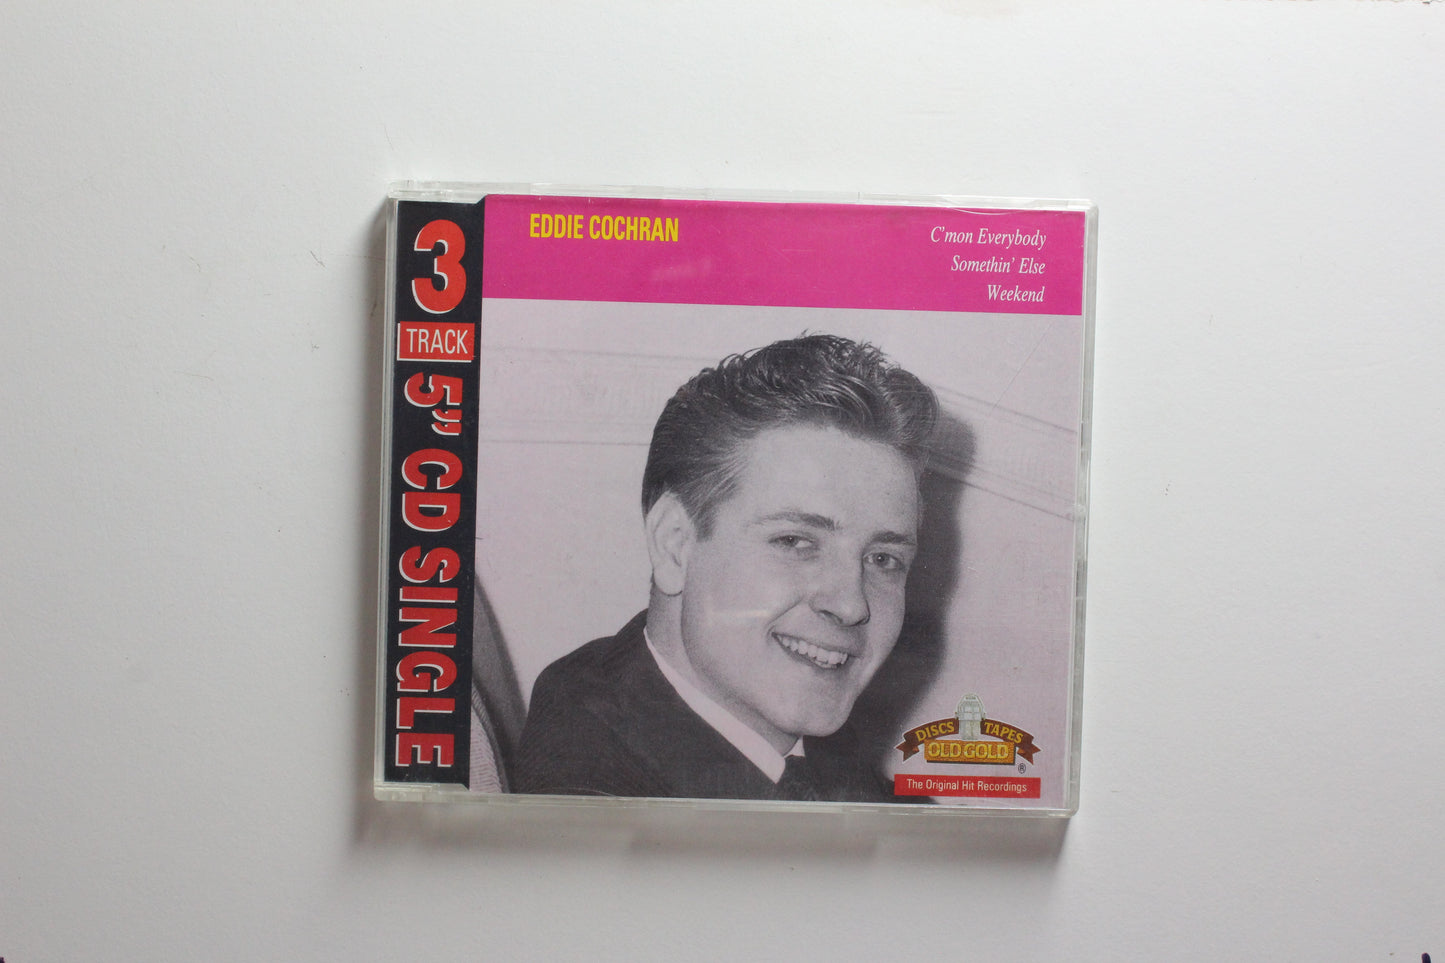 3
TRACK
5" CD SINGLE
EDDIE COCHRAN
C'mon Everybody
Somethin' Else
Weekend
DISCS TAPES
OLD GOLD
®
The Original Hit Recordings